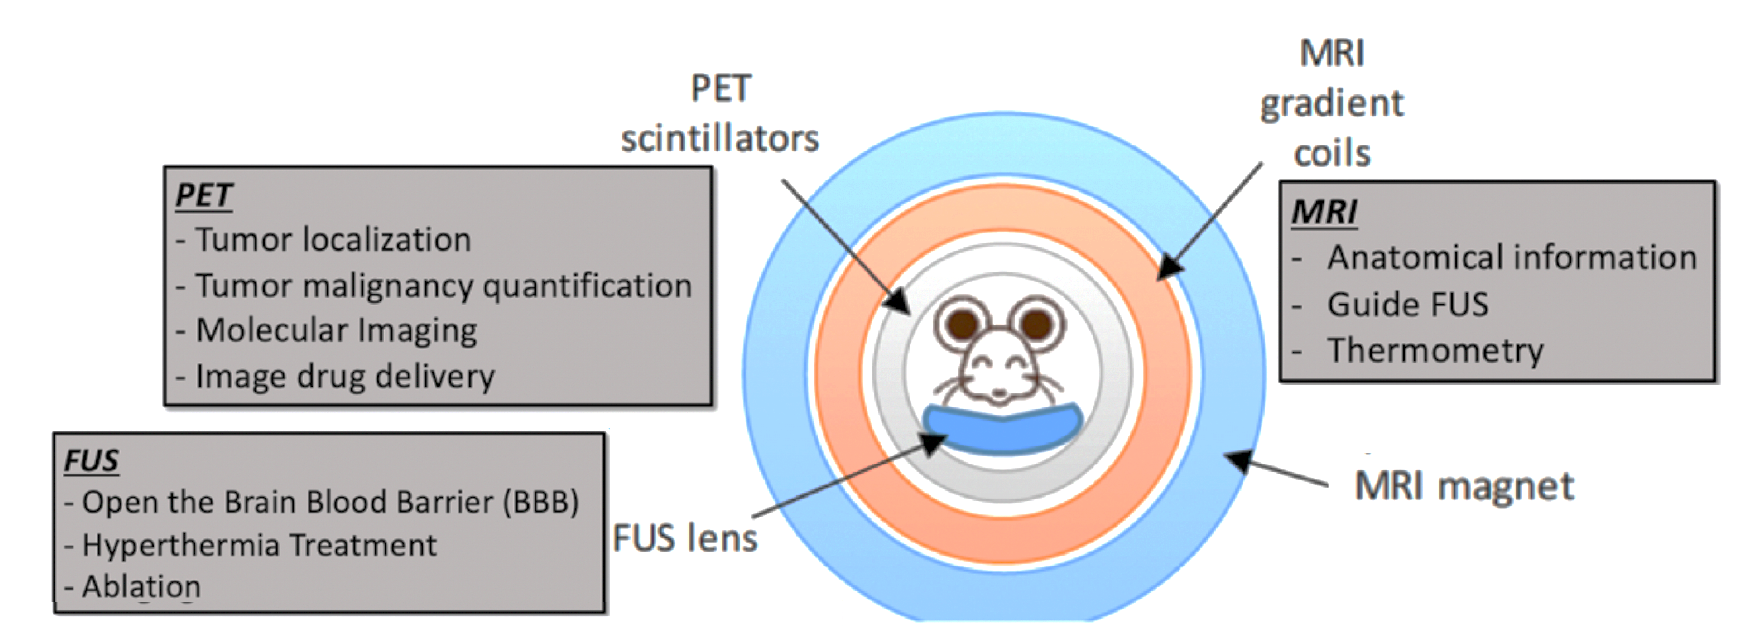 MRI
gradient
coils
PET
scintillators
PET
- Tumor localization
- Tumor malignancy quantification
- Molecular Imaging
- Image drug delivery
MRI
- Anatomical information
- Guide FUS
- Thermometry
FUS
- Open the Brain Blood Barrier (BBB)
- Hyperthermia Treatment
- Ablation
FUS lens
MRI magnet